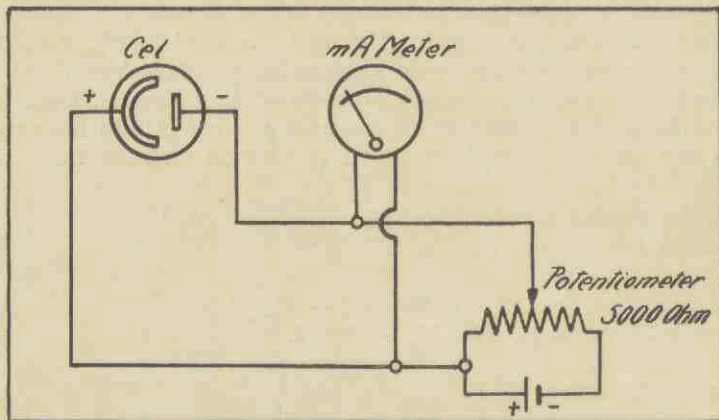 Cel
mA Meter
+
-
Potentiometer
5000 Ohm
+
-